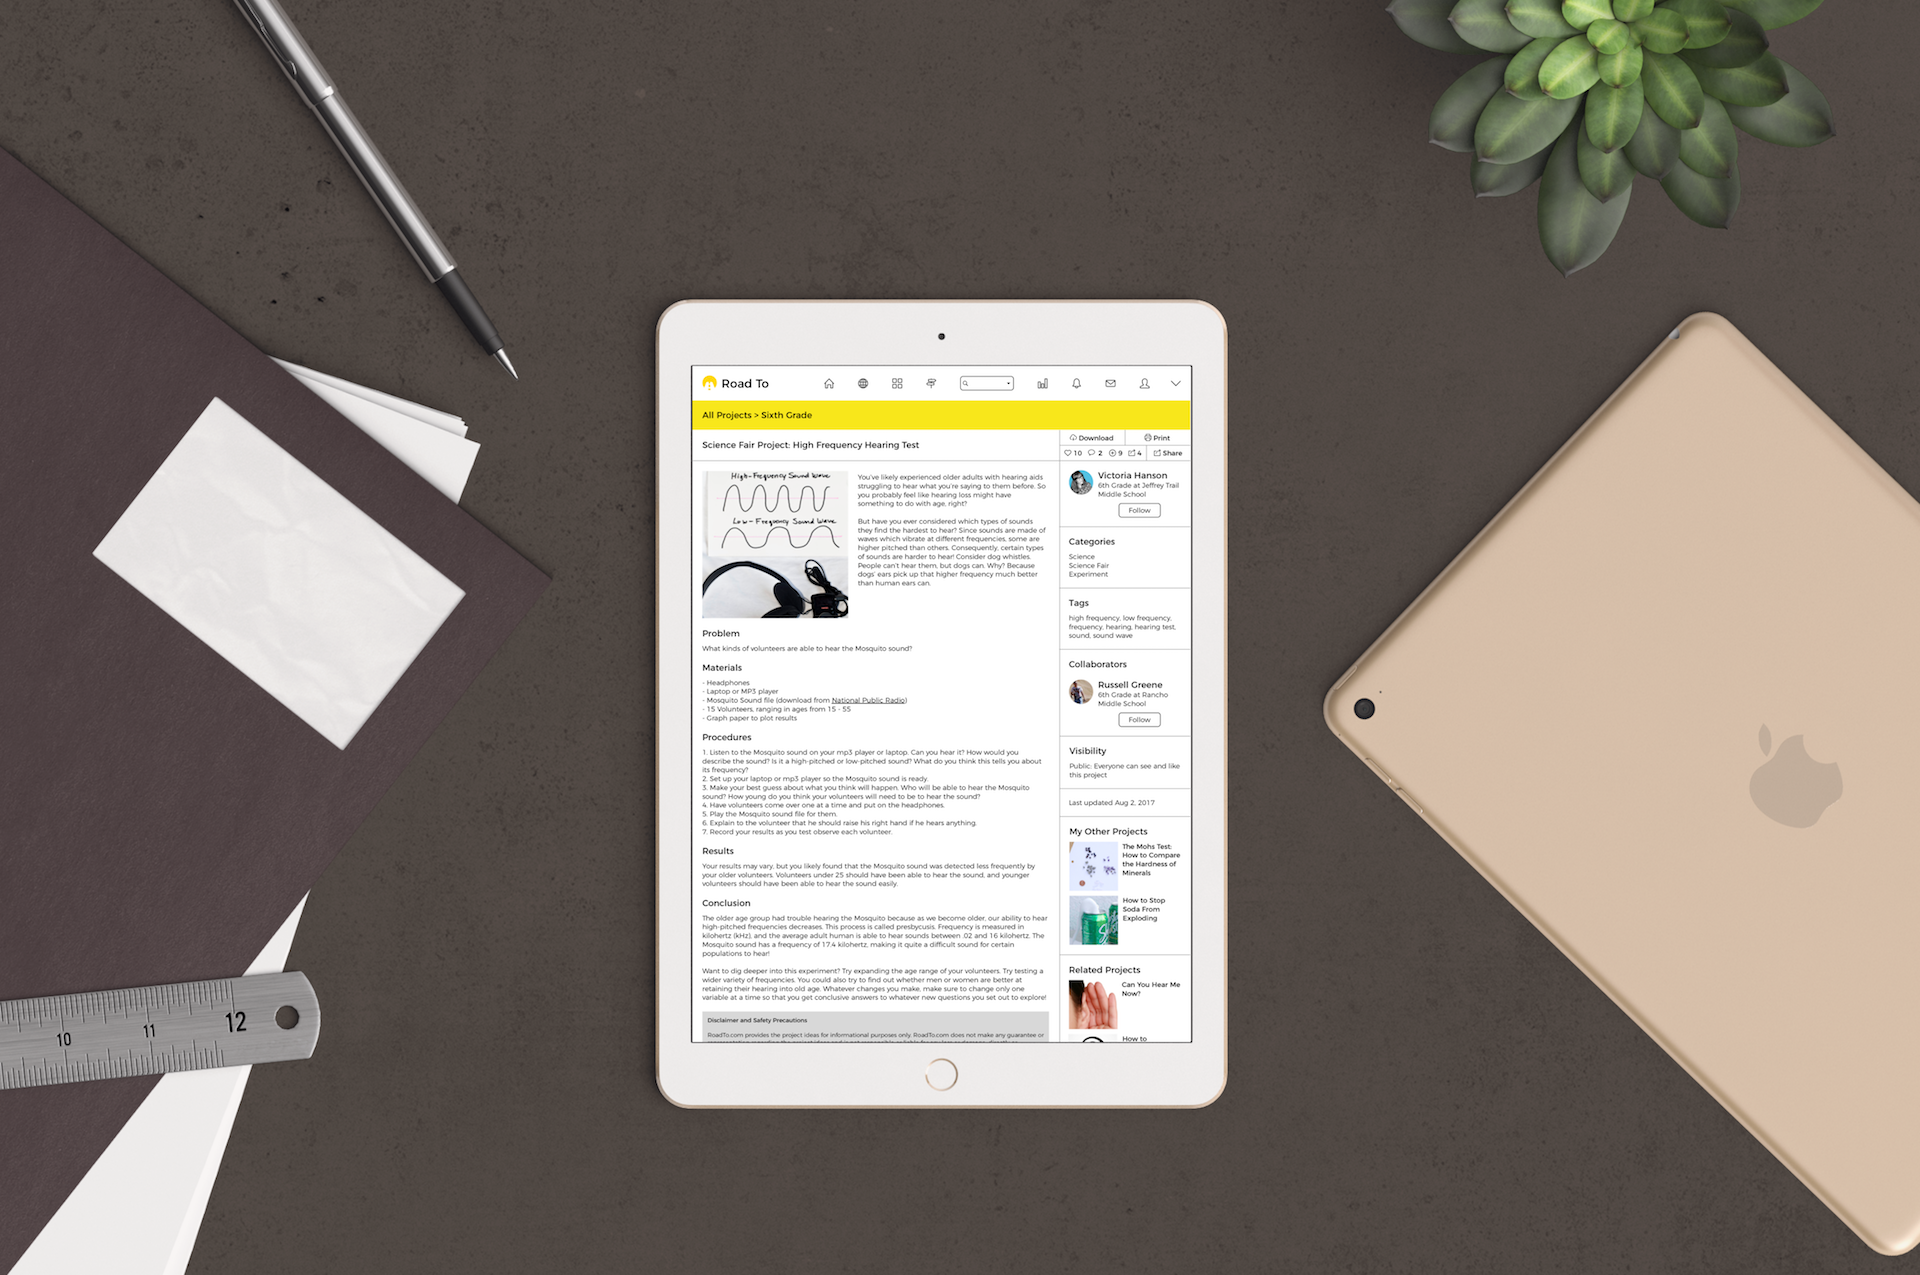 Road To
All Projects > Sixth Grade
Science Fair Project: High Frequency Hearing Test
Download
Print
10 2 9 4 Share
High-Frequency Sound Wave
Low-Frequency Sound Wave
You've likely experienced older adults with hearing aids
struggling to hear what you're saying to them before. So
you probably feel like hearing loss might have
something to do with age, right?
But have you ever considered which types of sounds
they find the hardest to hear? Since sounds are made of
waves which vibrate at different frequencies, some are
higher pitched than others. Consequently, certain types
of sounds are harder to hear! Consider dog whistles.
People can't hear them, but dogs can. Why? Because
dogs' ears pick up that higher frequency much better
than human ears can.
Problem
What kinds of volunteers are able to hear the Mosquito sound?
Materials
- Headphones
- Laptop or MP3 player
- Mosquito Sound file (download from National Public Radio)
- 15 Volunteers, ranging in ages from 15 - 55
- Graph paper to plot results
Procedures
1. Listen to the Mosquito sound on your mp3 player or laptop. Can you hear it? How would you
describe the sound? Is it a high-pitched or low-pitched sound? What do you think this tells you about
its frequency?
2. Set up your laptop or mp3 player so the Mosquito sound is ready.
3. Make your best guess about what you think will happen. Who will be able to hear the Mosquito
sound? How young do you think your volunteers will need to be to hear the sound?
4. Have volunteers come over one at a time and put on the headphones.
5. Play the Mosquito sound file for them.
6. Explain to the volunteer that he should raise his right hand if he hears anything.
7. Record your results as you test observe each volunteer.
Results
Your results may vary, but you likely found that the Mosquito sound was detected less frequently by
your older volunteers. Volunteers under 25 should have been able to hear the sound, and younger
volunteers should have been able to hear the sound easily.
Conclusion
The older age group had trouble hearing the Mosquito because as we become older, our ability to hear
high-pitched frequencies decreases. This process is called presbycusis. Frequency is measured in
kilohertz (kHz), and the average adult human is able to hear sounds between .02 and 16 kilohertz. The
Mosquito sound has a frequency of 17.4 kilohertz, making it quite a difficult sound for certain
populations to hear!
Want to dig deeper into this experiment? Try expanding the age range of your volunteers. Try testing a
wider variety of frequencies. You could also try to find out whether men or women are better at
retaining their hearing into old age. Whatever changes you make, make sure to change only one
variable at a time so that you get conclusive answers to whatever new questions you set out to explore!
Disclaimer and Safety Precautions
RoadTo.com provides the project ideas for informational purposes only. RoadTo.com does not make any guarantee or
Victoria Hanson
6th Grade at Jeffrey Trail
Middle School
Follow
Categories
Science
Science Fair
Experiment
Tags
high frequency, low frequency,
frequency, hearing, hearing test,
sound, sound wave
Collaborators
Russell Greene
6th Grade at Rancho
Middle School
Follow
Visibility
Public: Everyone can see and like
this project
Last updated Aug 2, 2017
My Other Projects
The Mohs Test:
How to Compare
the Hardness of
Minerals
How to Stop
Soda From
Exploding
Related Projects
Can You Hear Me
Now?
How to
10 11 12